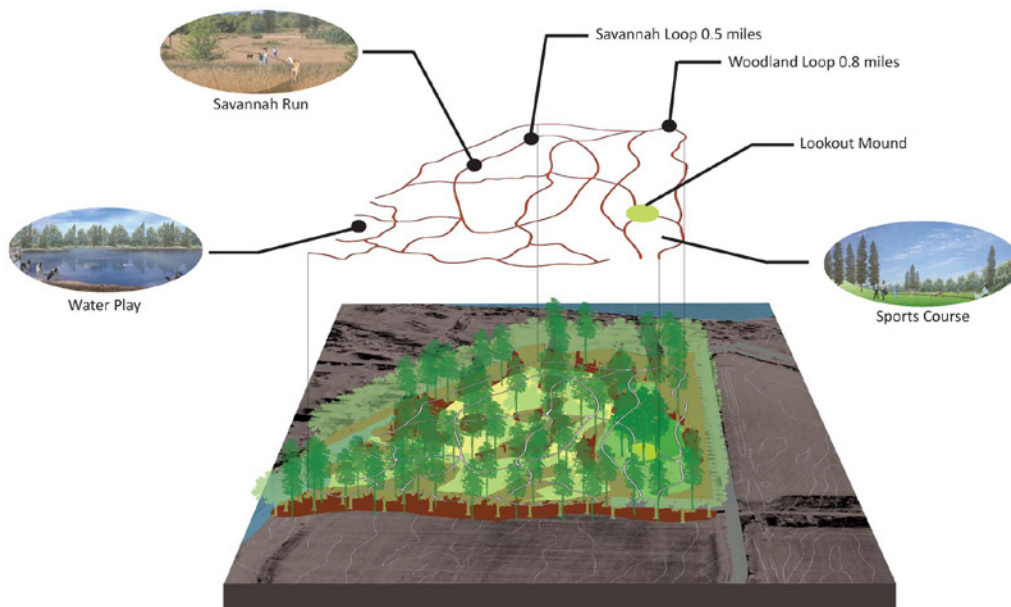 Savannah Loop 0.5 miles
Woodland Loop 0.8 miles
Savannah Run
Lookout Mound
Water Play
Sports Course